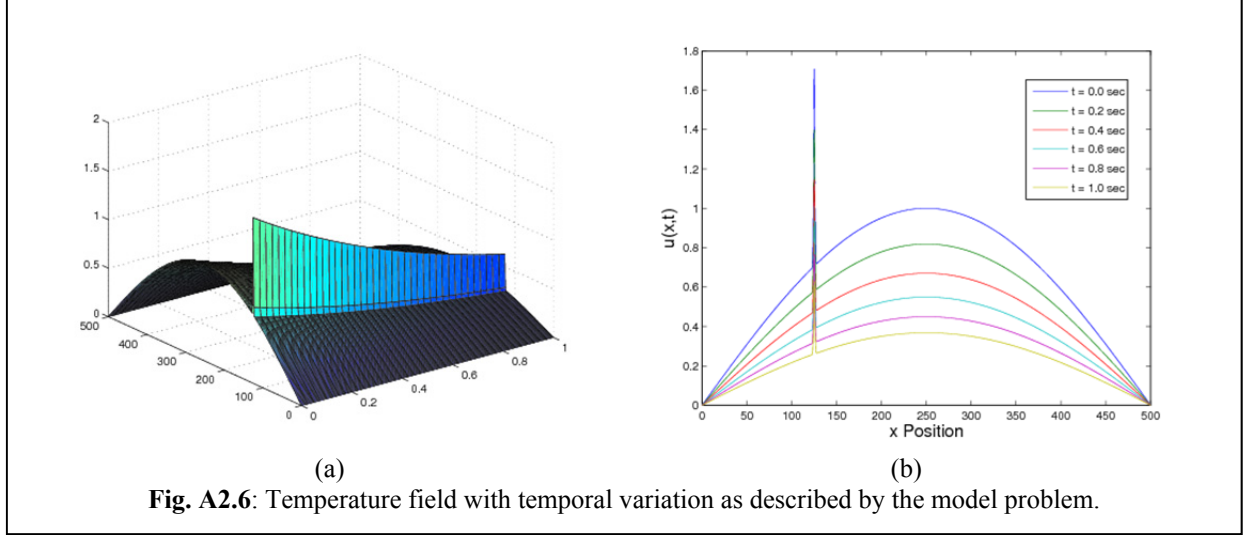 2
1.5
1
0.5
0
500
400
300
200
100
0
0
0.2
0.4
0.6
0.8
1
1.8
1.6
1.4
1.2
1
0.8
0.6
0.4
0.2
0
0 50 100 150 200 250 300 350 400 450 500
u(x,t)
x Position
t = 0.0 sec
t = 0.2 sec
t = 0.4 sec
t = 0.6 sec
t = 0.8 sec
t = 1.0 sec
(a) (b)
Fig. A2.6: Temperature field with temporal variation as described by the model problem.